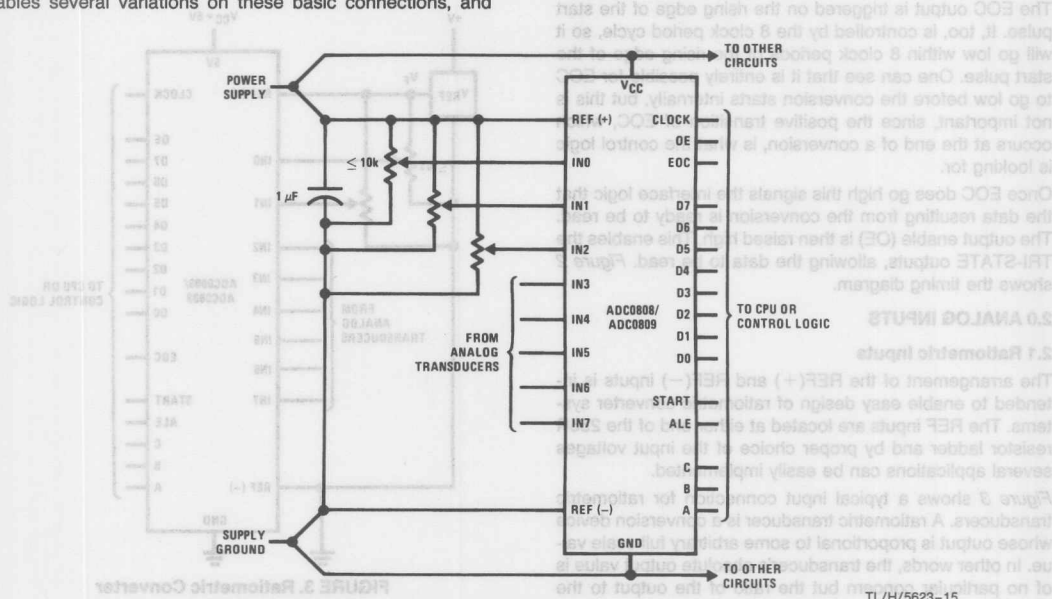 ables several variations on these basic connections, and
The EOC output is triggered on the rising edge of the start
pulse. It, too, is controlled by the 8 clock period cycle, so it
will go low within 8 clock periods of the rising edge of the
start pulse. One can see that it is entirely possible for EOC
to go low before the conversion starts internally, but this is
not important, since the positive transition of EOC, which
occurs at the end of a conversion, is what the control logic
is looking for.
Once EOC does go high this signals the interface logic that
the data resulting from the conversion is ready to be read.
The output enable (OE) is then raised high. This enables the
TRI-STATE outputs, allowing the data to be read. Figure 2
shows the timing diagram.
2.0 ANALOG INPUTS
2.1 Ratiometric Inputs
The arrangement of the REF(+) and REF(−) inputs is in-
tended to enable easy design of ratiometric converter sys-
tems. The REF inputs are located at either end of the 256R
resistor ladder and by proper choice of the input voltages
several applications can be easily implemented.
Figure 3 shows a typical input connection for ratiometric
transducers. A ratiometric transducer is a conversion device
whose output is proportional to some arbitrary full-scale va-
lue. In other words, the transducer's absolute output value is
of no particular concern but the ratio of the output to the
FIGURE 3. Ratiometric Converter
POWER
SUPPLY
TO OTHER
CIRCUITS
VCC
REF (+)
CLOCK
OE
≤ 10k
IN0
EOC
1 μF
IN1
D7
D6
IN2
D5
D4
IN3
D3
IN4
ADC0808/
ADC0809
D2
D1
IN5
D0
IN6
START
IN7
ALE
FROM
ANALOG
TRANSDUCERS
TO CPU OR
CONTROL LOGIC
C
B
REF (−)
A
SUPPLY
GROUND
GND
TO OTHER
CIRCUITS
TL/H/5623–15